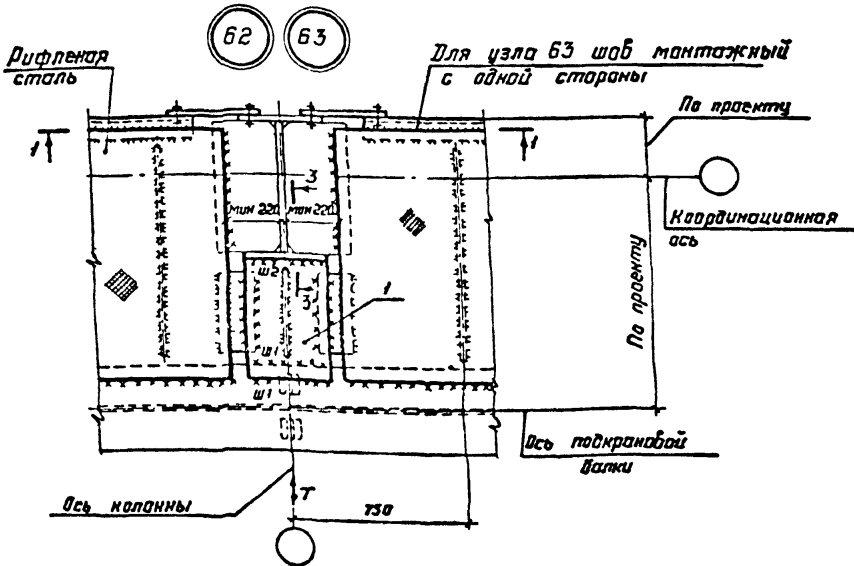 62 63
Рифленая
сталь
Для узла 63 шов монтажный
с одной стороны
По проекту
1
1
3
мин 220 мин 220
Координационная
ось
Ш2
3
1
По проекту
Ш1
Ш1
Ось подкрановой
балки
Ось колонны
Т
750